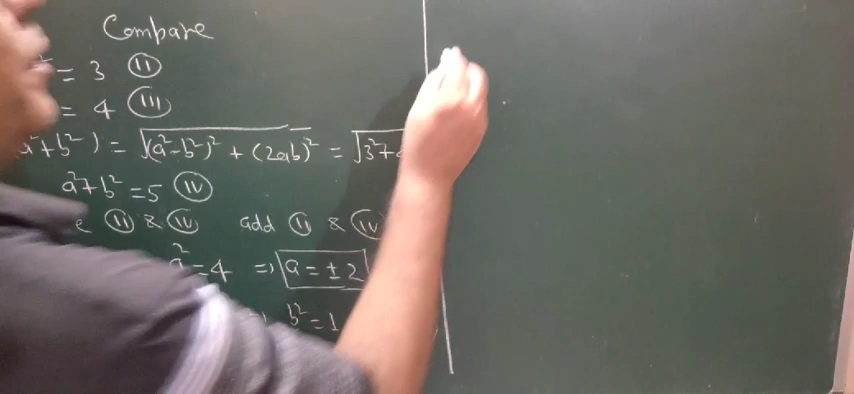 Compare
= 3 (II)
= 4 (III)
a²+b²) = √(a²-b²)² + (2ab)² = √3²+
a²+b² = 5 (IV)
(II) & (IV) add (II) & (IV)
a² = 4 ⇒ a = ± 2
b² = 1